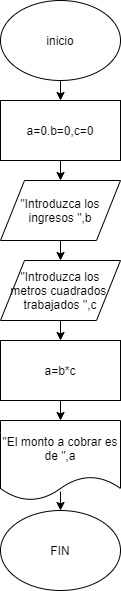 inicio
a=0.b=0,c=0
"Introduzca los
ingresos ",b
"Introduzca los
metros cuadrados
trabajados ",c
a=b*c
"El monto a cobrar es
de ",a
FIN